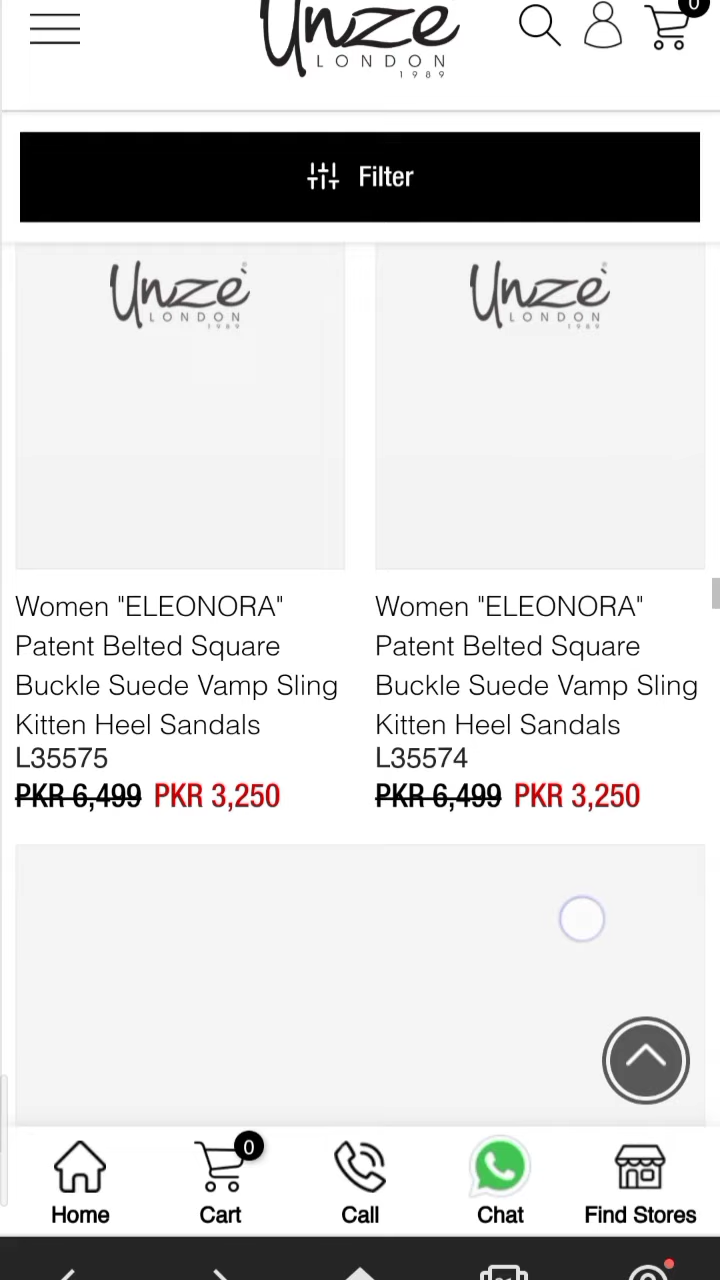 Unze
0
LONDON
1989
Filter
Unze
LONDON
1989
Unze
LONDON
1989
Women "ELEONORA"
Patent Belted Square
Buckle Suede Vamp Sling
Kitten Heel Sandals
L35575
PKR 6,499 PKR 3,250
Women "ELEONORA"
Patent Belted Square
Buckle Suede Vamp Sling
Kitten Heel Sandals
L35574
PKR 6,499 PKR 3,250
0
Home
Cart
Call
Chat
Find Stores